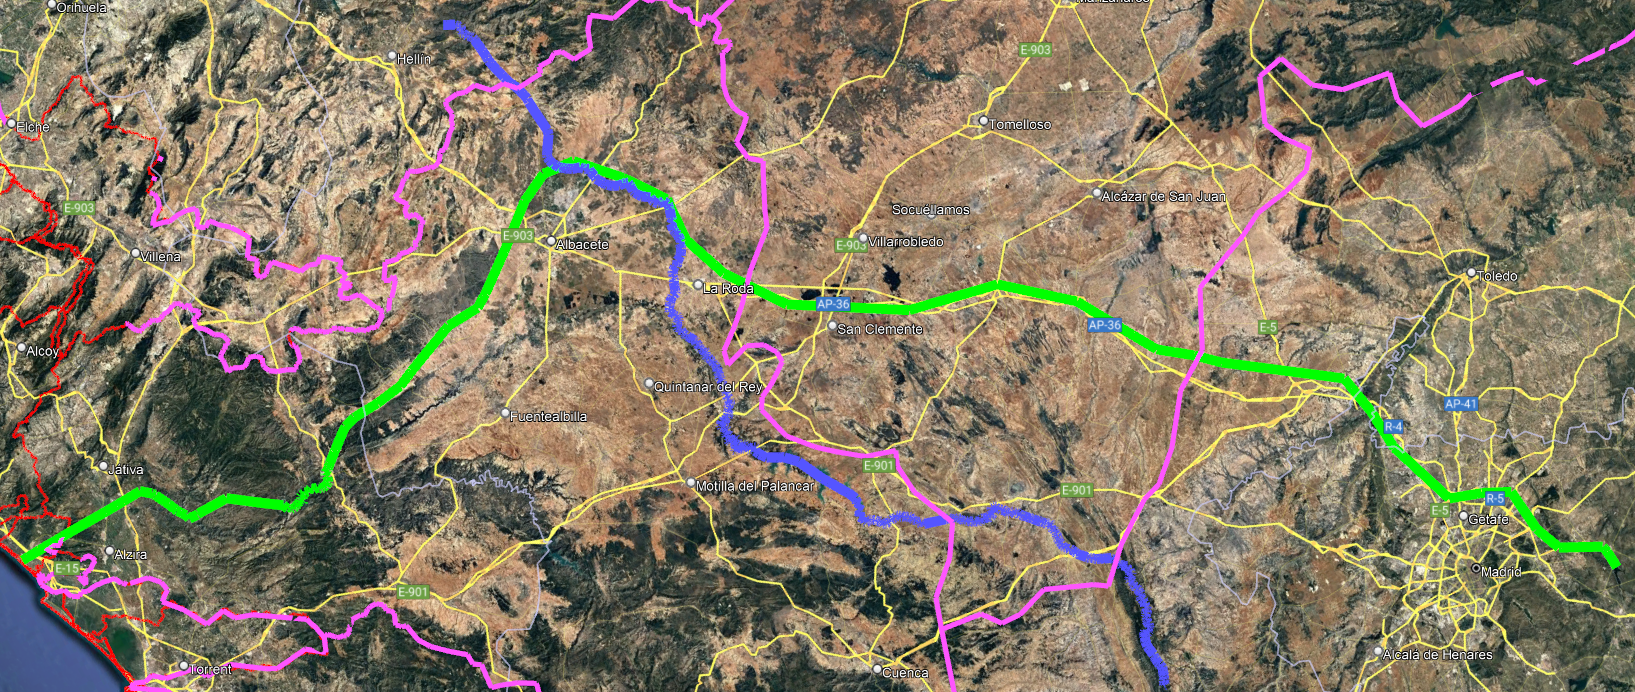 Orihuela
Manzanares
Hellín
E-903
Elche
Tomelloso
Alcázar de San Juan
E-903
Socuéllamos
E-903
Albacete
E-903
Villarrobledo
Villena
Toledo
La Roda
AP-36
San Clemente
AP-36
E-5
Alcoy
Quintanar del Rey
AP-41
Fuentealbilla
R-4
Játiva
E-901
Motilla del Palancar
E-901
R-5
E-5
Getafe
Alzira
E-15
Madrid
E-901
Torrent
Cuenca
Alcalá de Henares